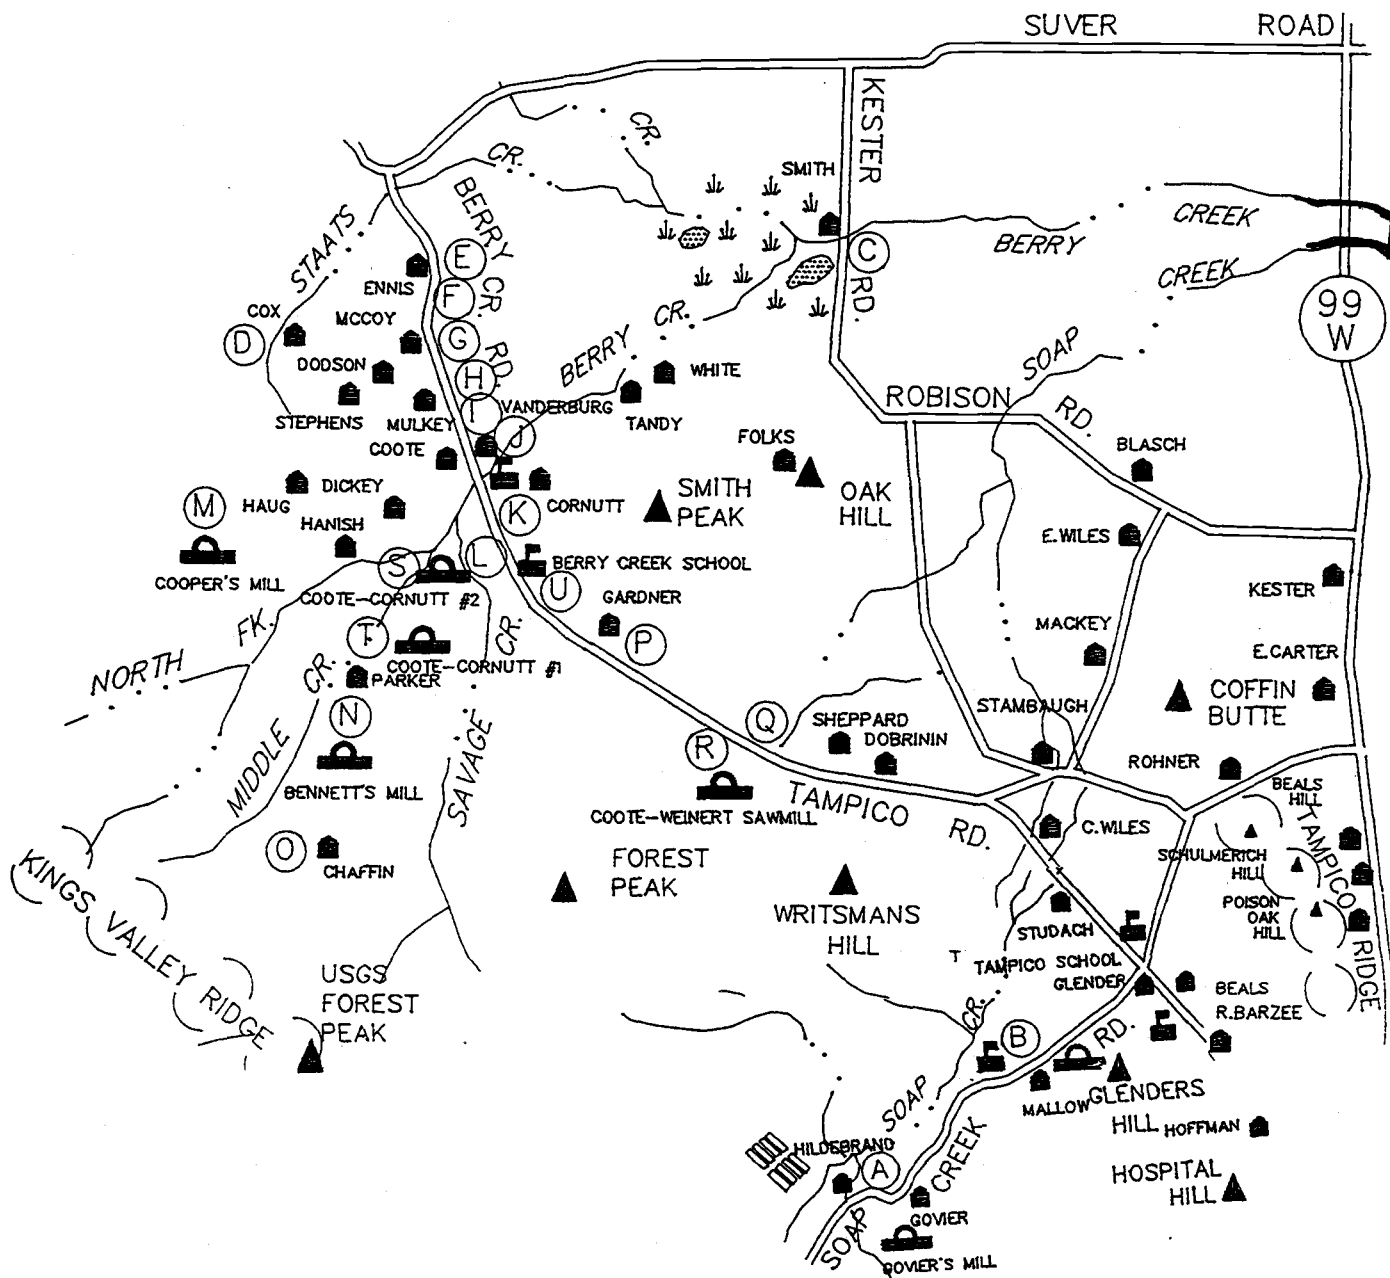 SUVER ROAD
KESTER
RD.
CR.
CR.
SMITH
C
BERRY
CREEK
CREEK
SOAP
99
W
STAATS
BERRY
CR.
RD.
E
ENNIS
F
COX
MCCOY
D
G
DODSON
H
STEPHENS
MULKEY
I
VANDERBURG
J
COOTE
BERRY
CR.
WHITE
TANDY
ROBISON
RD.
FOLKS
BLASCH
SMITH
PEAK
OAK
HILL
HAUG
DICKEY
M
HANISH
K
CORNUTT
E.WILES
COOPER'S MILL
S
L
BERRY CREEK SCHOOL
COOTE-CORNUTT #2
U
GARDNER
KESTER
NORTH
FK.
T
CR.
P
MACKEY
COOTE-CORNUTT #1
E.CARTER
PARKER
CR.
COFFIN
BUTTE
N
MIDDLE
SAVAGE
R
Q
SHEPPARD
DOBRININ
STAMBAUGH
ROHNER
BENNETT'S MILL
BEALS
HILL
COOTE-WEINERT SAWMILL
TAMPICO
RD.
C.WILES
TAMPICO
RIDGE
O
CHAFFIN
FOREST
PEAK
SCHULMERICH
HILL
KINGS VALLEY RIDGE
WRITSMANS
HILL
POISON
OAK
HILL
STUDACH
T
TAMPICO SCHOOL
GLENDER
USGS
FOREST
PEAK
BEALS
R.BARZEE
CR.
B
RD.
SOAP
MALLOW
GLENDERS
HILL
HOFFMAN
HILDEBRAND
A
CREEK
HOSPITAL
HILL
GOVIER
SOAP
GOVIER'S MILL